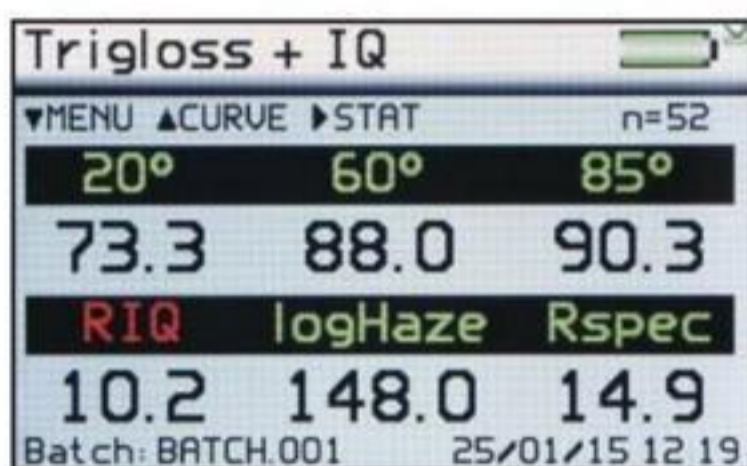 Trigloss + IQ
▼MENU ▲CURVE ▶STAT n=52
20° 60° 85°
73.3 88.0 90.3
RIQ logHaze Rspec
10.2 148.0 14.9
Batch: BATCH.001 25/01/15 12 19